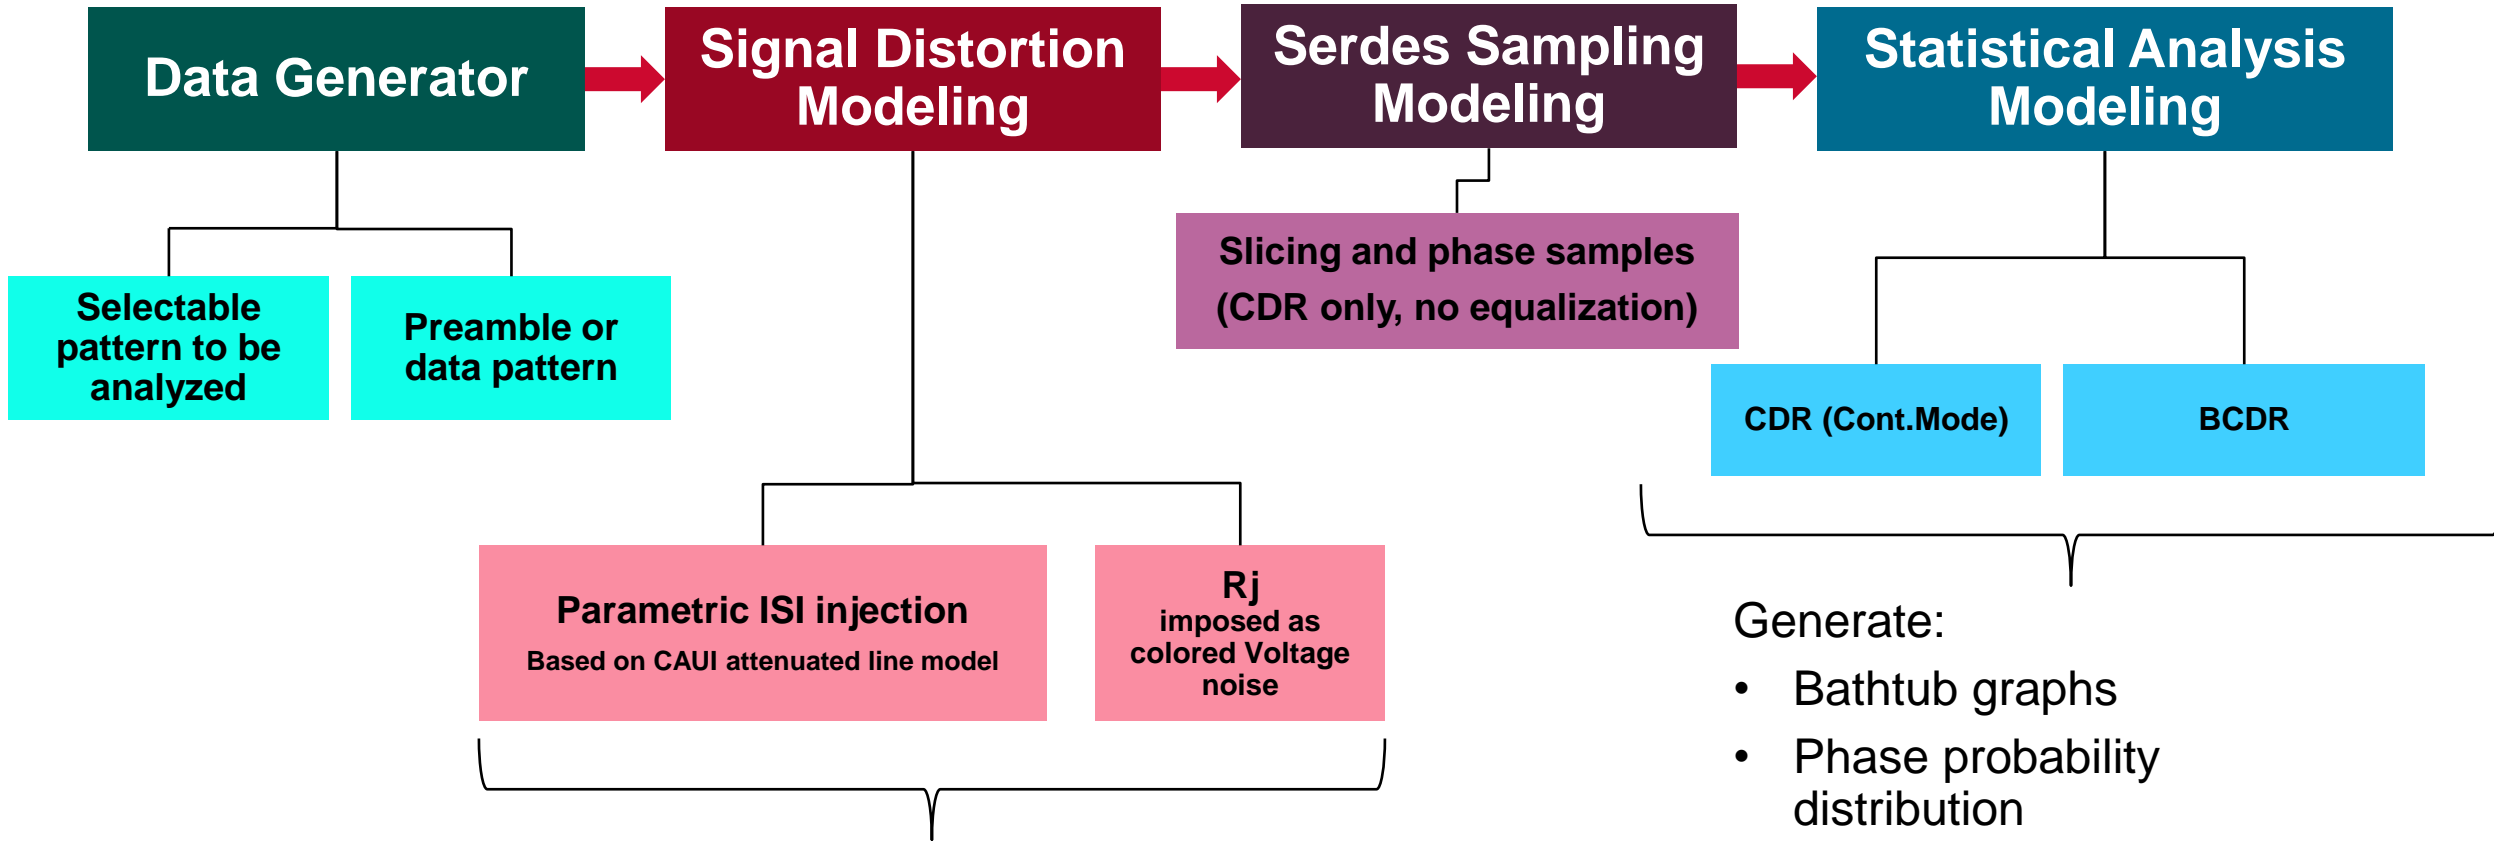 Data Generator
Signal Distortion
Modeling
Serdes Sampling
Modeling
Statistical Analysis
Modeling
Selectable
pattern to be
analyzed
Preamble or
data pattern
Slicing and phase samples
(CDR only, no equalization)
CDR (Cont.Mode)
BCDR
Parametric ISI injection
Based on CAUI attenuated line model
Rj
imposed as
colored Voltage
noise
Generate:
• Bathtub graphs
• Phase probability
distribution